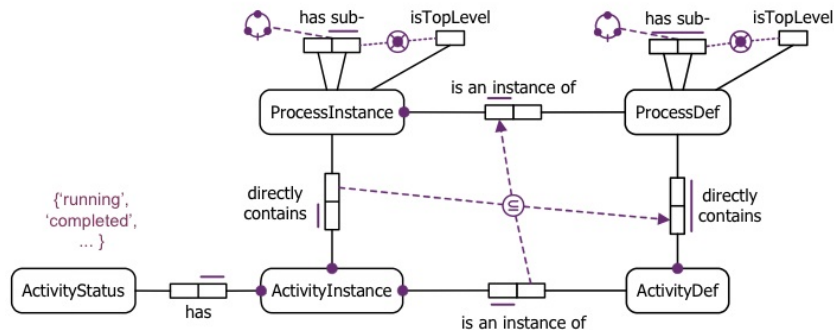 has sub-
isTopLevel
has sub-
isTopLevel
is an instance of
ProcessInstance
ProcessDef
{‘running’,
‘completed’,
... }
directly
contains
⊆
directly
contains
ActivityStatus
has
ActivityInstance
is an instance of
ActivityDef